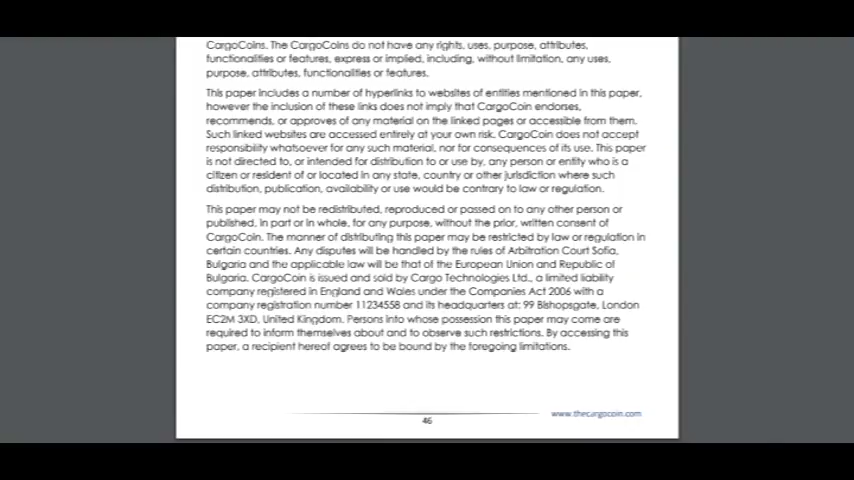 CargoCoins. The CargoCoins do not have any rights, uses, purpose, attributes,
functionalities or features, express or implied, including, without limitation, any uses,
purpose, attributes, functionalities or features.
This paper includes a number of hyperlinks to websites of entities mentioned in this paper,
however the inclusion of these links does not imply that CargoCoin endorses,
recommends, or approves of any material on the linked pages or accessible from them.
Such linked websites are accessed entirely at your own risk. CargoCoin does not accept
responsibility whatsoever for any such material, nor for consequences of its use. This paper
is not directed to, or intended for distribution to or use by, any person or entity who is a
citizen or resident of or located in any state, country or other jurisdiction where such
distribution, publication, availability or use would be contrary to law or regulation.
This paper may not be redistributed, reproduced or passed on to any other person or
published, in part or in whole, for any purpose, without the prior, written consent of
CargoCoin. The manner of distributing this paper may be restricted by law or regulation in
certain countries. Any disputes will be handled by the rules of Arbitration Court Sofia,
Bulgaria and the applicable law will be that of the European Union and Republic of
Bulgaria. CargoCoin is issued and sold by Cargo Technologies Ltd., a limited liability
company registered in England and Wales under the Companies Act 2006 with a
company registration number 11234558 and its headquarters at: 99 Bishopsgate, London
EC2M 3XD, United Kingdom. Persons into whose possession this paper may come are
required to inform themselves about and to observe such restrictions. By accessing this
paper, a recipient hereof agrees to be bound by the foregoing limitations.
www.thecargocoin.com
46